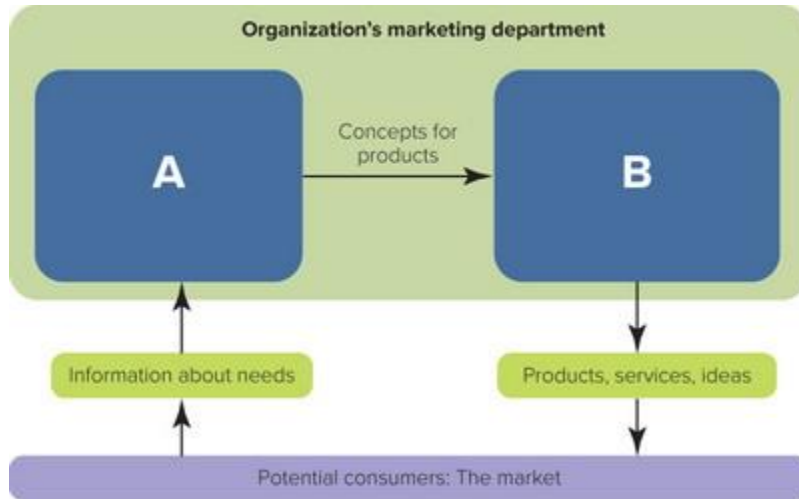 Organization's marketing department
A
Concepts for
products
B
Information about needs
Products, services, ideas
Potential consumers: The market